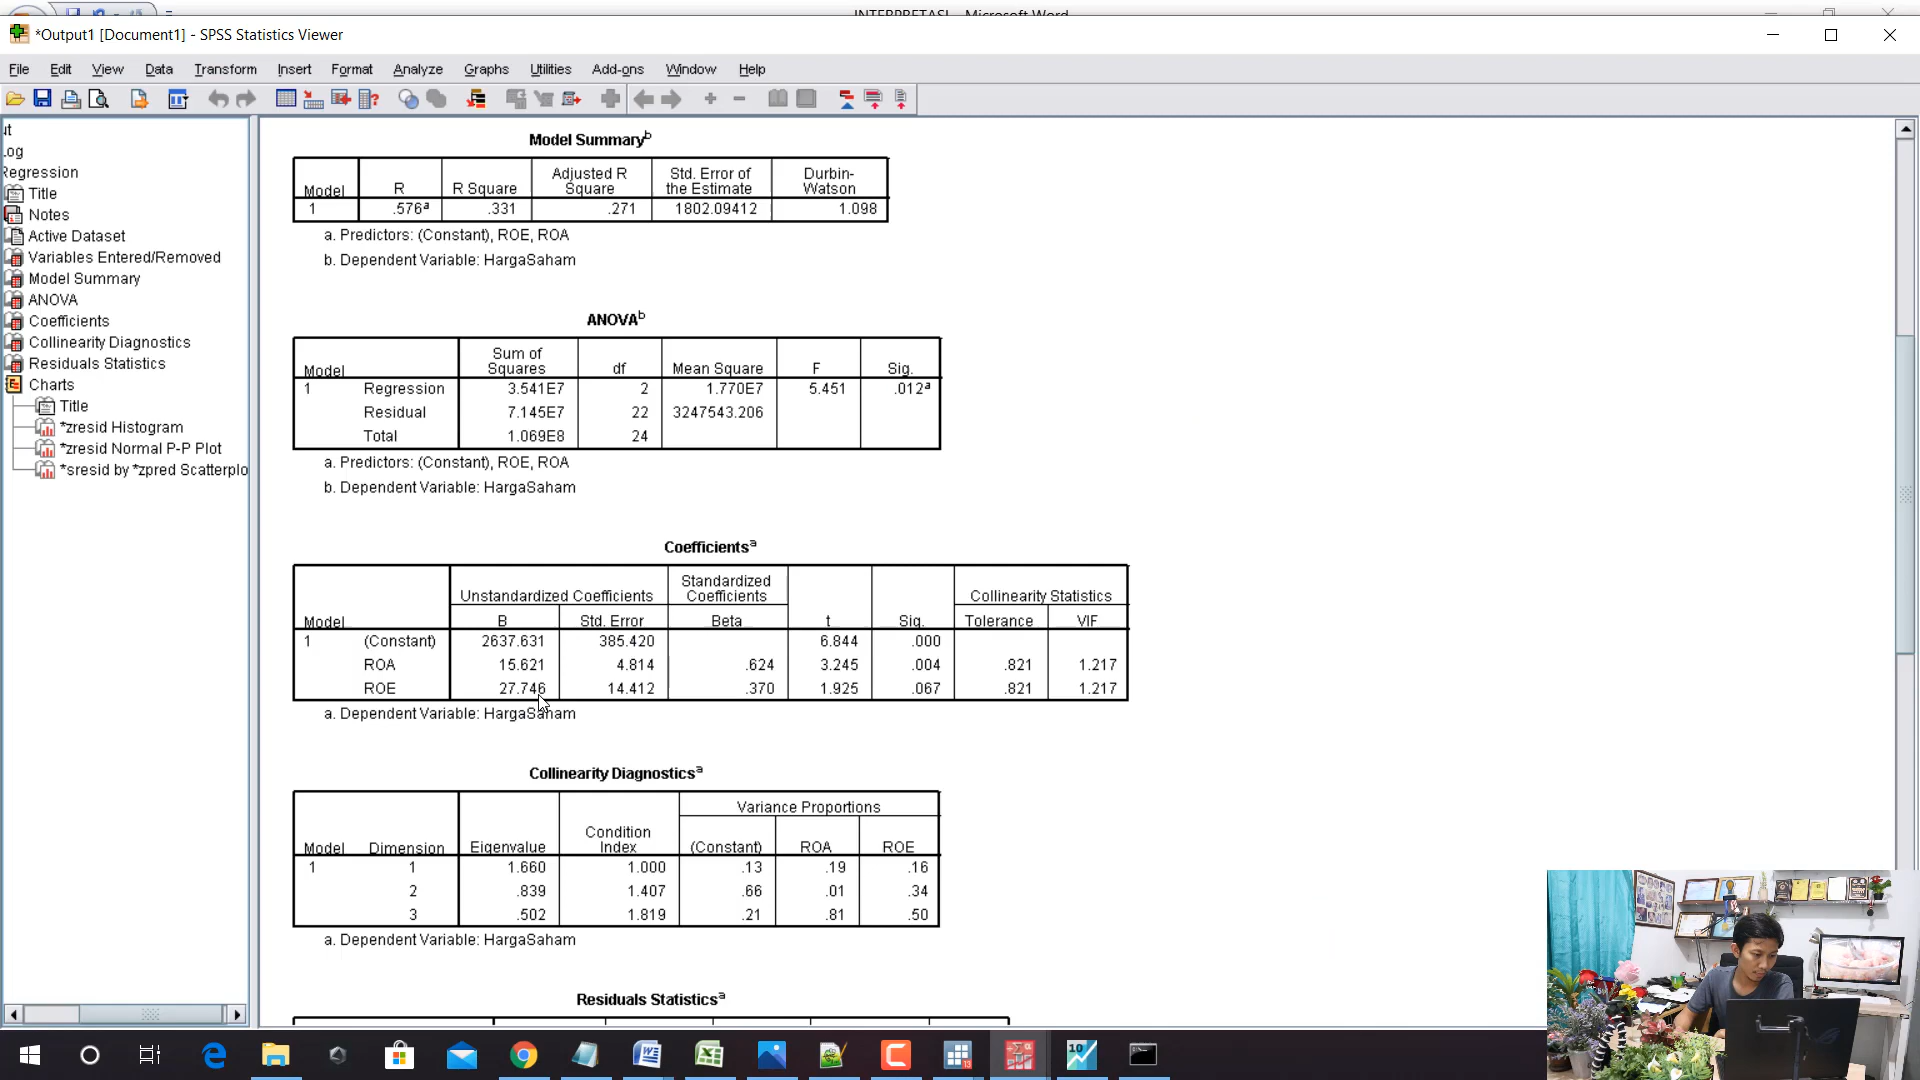 INTERPRETASI - Microsoft Word
*Output1 [Document1] - SPSS Statistics Viewer
File Edit View Data Transform Insert Format Analyze Graphs Utilities Add-ons Window Help
ut
Log
Regression
Title
Notes
Active Dataset
Variables Entered/Removed
Model Summary
ANOVA
Coefficients
Collinearity Diagnostics
Residuals Statistics
Charts
Title
*zresid Histogram
*zresid Normal P-P Plot
*sresid by *zpred Scatterplo
Model Summaryb
Model R R Square Adjusted R Square Std. Error of the Estimate Durbin-Watson
1 .576a .331 .271 1802.09412 1.098
a. Predictors: (Constant), ROE, ROA
b. Dependent Variable: HargaSaham
ANOVAb
Model Sum of Squares df Mean Square F Sig.
1 Regression 3.541E7 2 1.770E7 5.451 .012a
Residual 7.145E7 22 3247543.206
Total 1.069E8 24
a. Predictors: (Constant), ROE, ROA
b. Dependent Variable: HargaSaham
Coefficientsa
Unstandardized Coefficients Standardized Coefficients Collinearity Statistics
Model B Std. Error Beta t Sig. Tolerance VIF
1 (Constant) 2637.631 385.420 6.844 .000
ROA 15.621 4.814 .624 3.245 .004 .821 1.217
ROE 27.746 14.412 .370 1.925 .067 .821 1.217
a. Dependent Variable: HargaSaham
Collinearity Diagnosticsa
Variance Proportions
Model Dimension Eigenvalue Condition Index (Constant) ROA ROE
1 1 1.660 1.000 .13 .19 .16
2 .839 1.407 .66 .01 .34
3 .502 1.819 .21 .81 .50
a. Dependent Variable: HargaSaham
Residuals Statisticsa